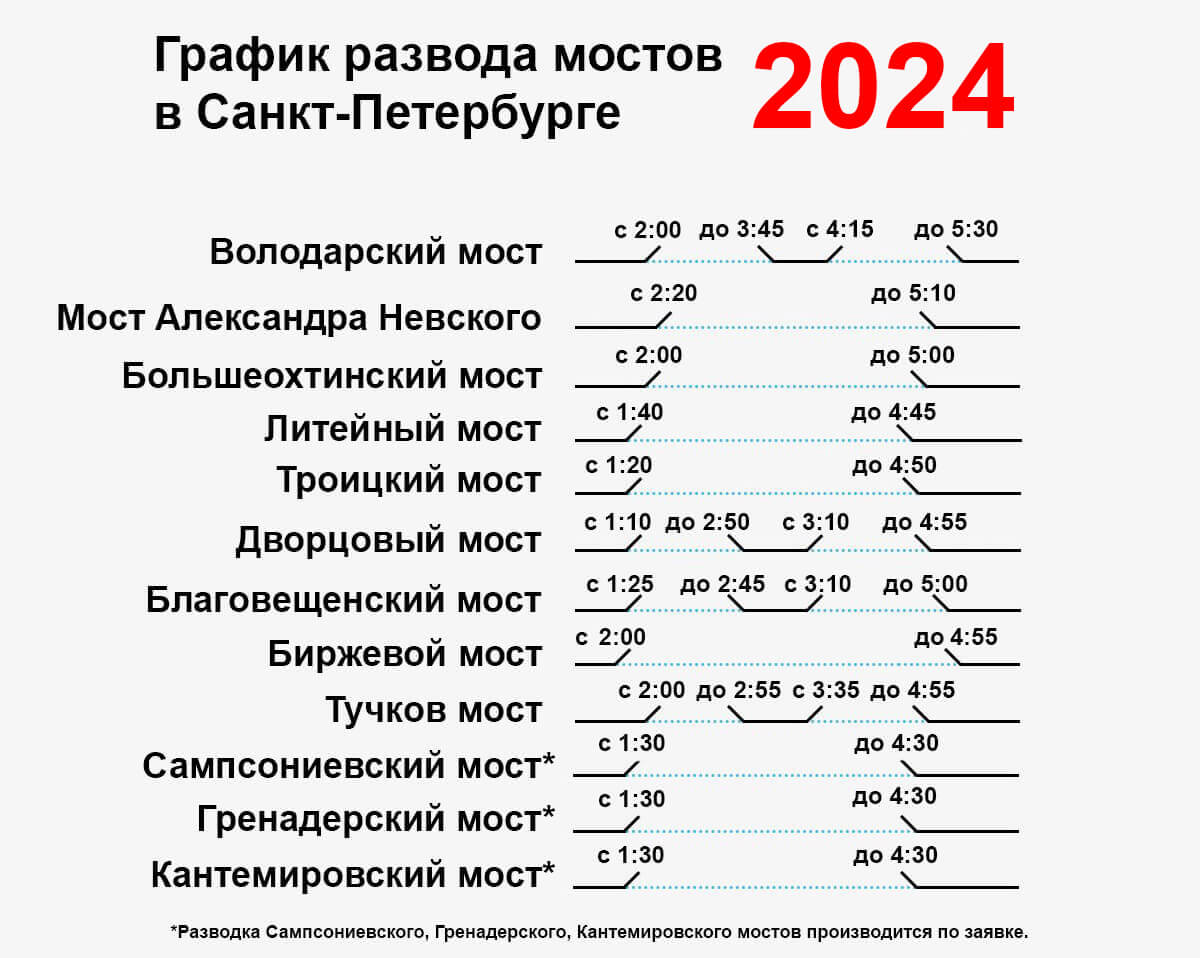 График развода мостов 2024
в Санкт-Петербурге
с 2:00 до 3:45 с 4:15 до 5:30
Володарский мост
с 2:20 до 5:10
Мост Александра Невского
с 2:00 до 5:00
Большеохтинский мост
с 1:40 до 4:45
Литейный мост
с 1:20 до 4:50
Троицкий мост
с 1:10 до 2:50 с 3:10 до 4:55
Дворцовый мост
с 1:25 до 2:45 с 3:10 до 5:00
Благовещенский мост
с 2:00 до 4:55
Биржевой мост
с 2:00 до 2:55 с 3:35 до 4:55
Тучков мост
с 1:30 до 4:30
Сампсониевский мост*
с 1:30 до 4:30
Гренадерский мост*
с 1:30 до 4:30
Кантемировский мост*
*Разводка Сампсониевского, Гренадерского, Кантемировского мостов производится по заявке.